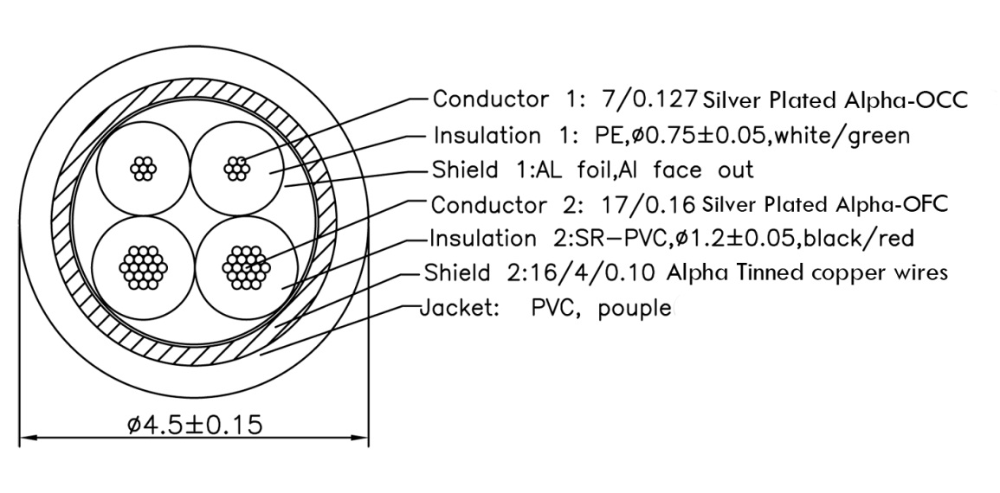 Conductor 1: 7/0.127 Silver Plated Alpha-OCC
Insulation 1: PE,ø0.75±0.05,white/green
Shield 1:AL foil,Al face out
Conductor 2: 17/0.16 Silver Plated Alpha-OFC
Insulation 2:SR-PVC,ø1.2±0.05,black/red
Shield 2:16/4/0.10 Alpha Tinned copper wires
Jacket: PVC, pouple
ø4.5±0.15